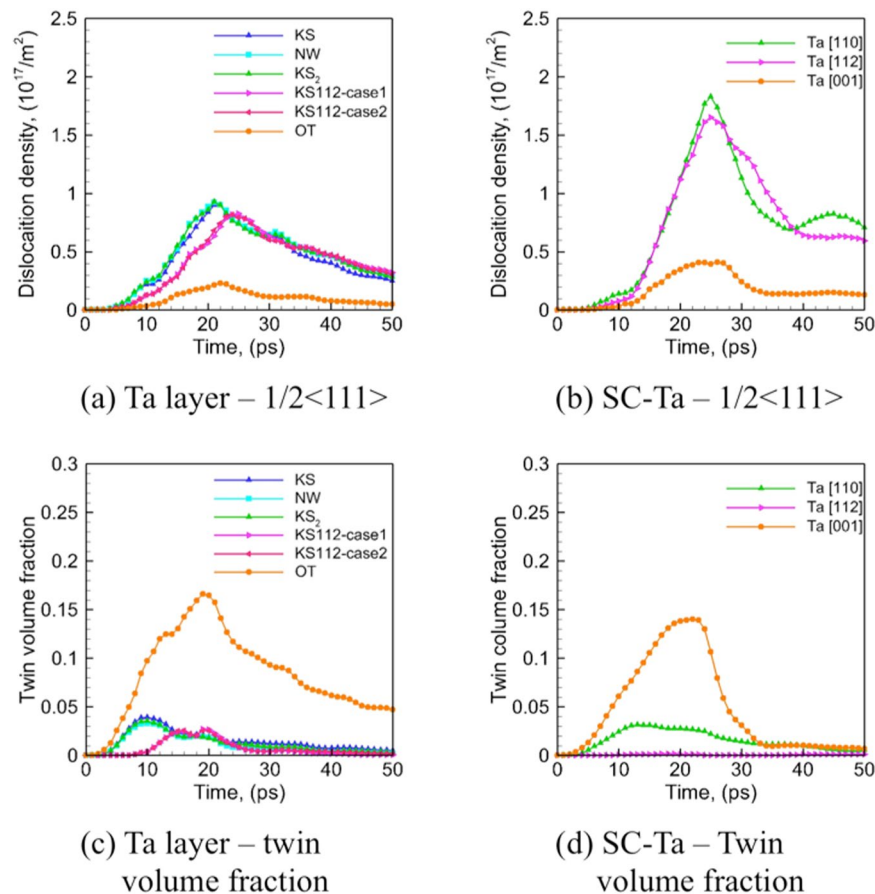 Dislocaition density, (10^17/m^2)
2.5
2
1.5
1
0.5
0
KS
NW
KS_2
KS112-case1
KS112-case2
OT
0 10 20 30 40 50
Time, (ps)
(a) Ta layer – 1/2<111>
Dislocation density, (10^17/m^2)
2.5
2
1.5
1
0.5
0
Ta [110]
Ta [112]
Ta [001]
0 10 20 30 40 50
Time, (ps)
(b) SC-Ta – 1/2<111>
Twin volume fraction
0.3
0.25
0.2
0.15
0.1
0.05
0
KS
NW
KS_2
KS112-case1
KS112-case2
OT
0 10 20 30 40 50
Time, (ps)
(c) Ta layer – twin
volume fraction
Twin column fraction
0.3
0.25
0.2
0.15
0.1
0.05
0
Ta [110]
Ta [112]
Ta [001]
0 10 20 30 40 50
Time, (ps)
(d) SC-Ta – Twin
volume fraction